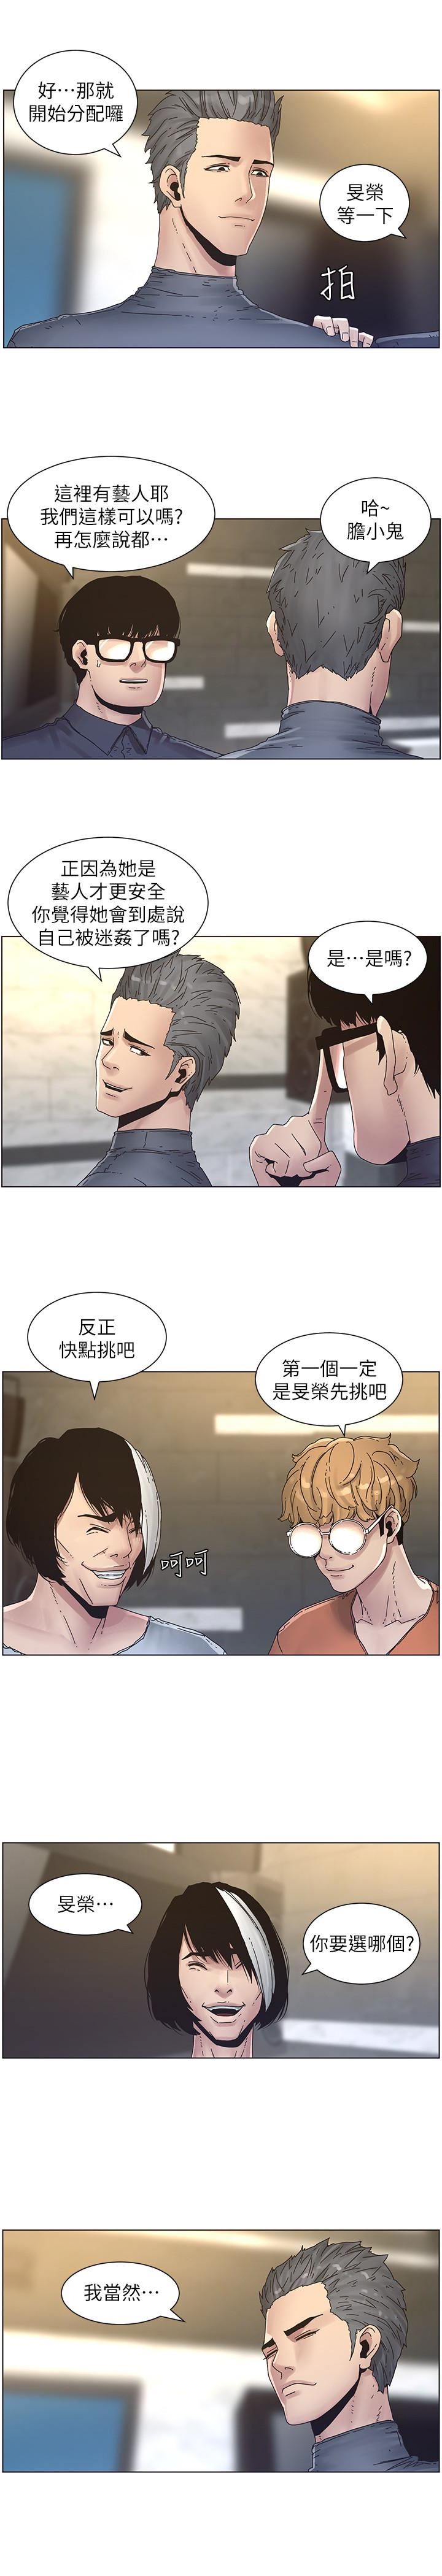 好…那就
開始分配囉
旻榮
等一下
拍
這裡有藝人耶
我們這樣可以嗎?
再怎麼說都…
哈~
膽小鬼
正因為她是
藝人才更安全
你覺得她會到處說
自己被迷姦了嗎?
是…是嗎?
反正
快點挑吧
第一個一定
是旻榮先挑吧
呵呵
旻榮…
你要選哪個?
我當然…